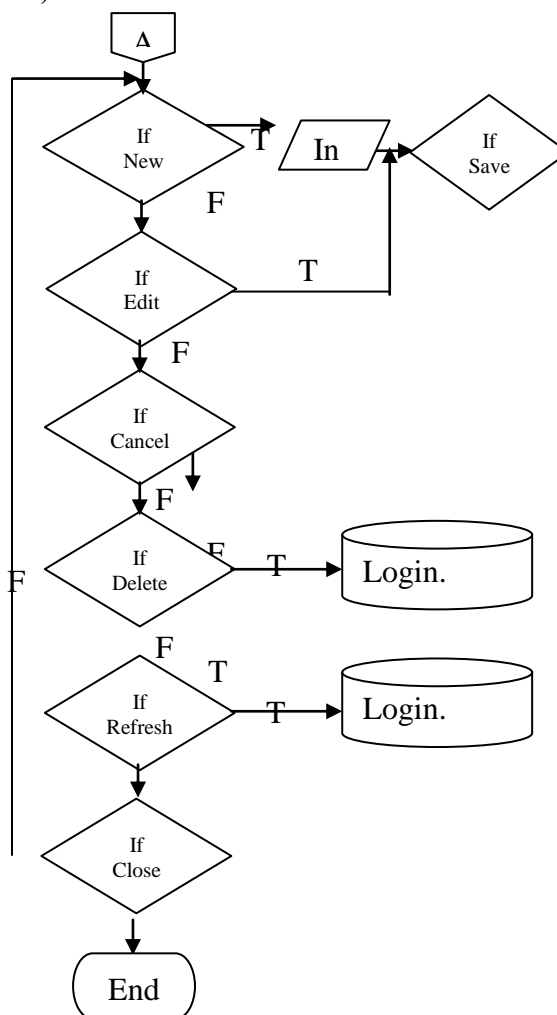 )
Δ
If
New
T
In
If
Save
F
If
Edit
T
F
If
Cancel
F
If
Delete
F
T
Login.
F
F
T
If
Refresh
T
Login.
If
Close
End